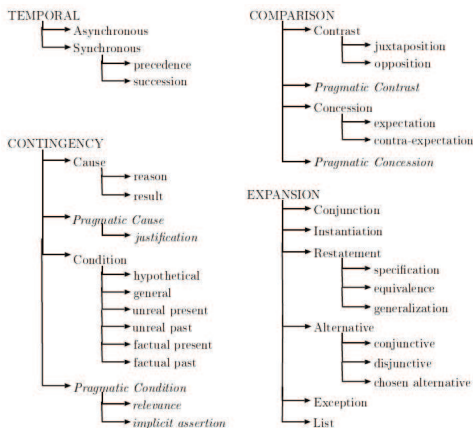 TEMPORAL
Asynchronous
Synchronous
precedence
succession
CONTINGENCY
Cause
reason
result
Pragmatic Cause
justification
Condition
hypothetical
general
unreal present
unreal past
factual present
factual past
Pragmatic Condition
relevance
implicit assertion
COMPARISON
Contrast
juxtaposition
opposition
Pragmatic Contrast
Concession
expectation
contra-expectation
Pragmatic Concession
EXPANSION
Conjunction
Instantiation
Restatement
specification
equivalence
generalization
Alternative
conjunctive
disjunctive
chosen alternative
Exception
List